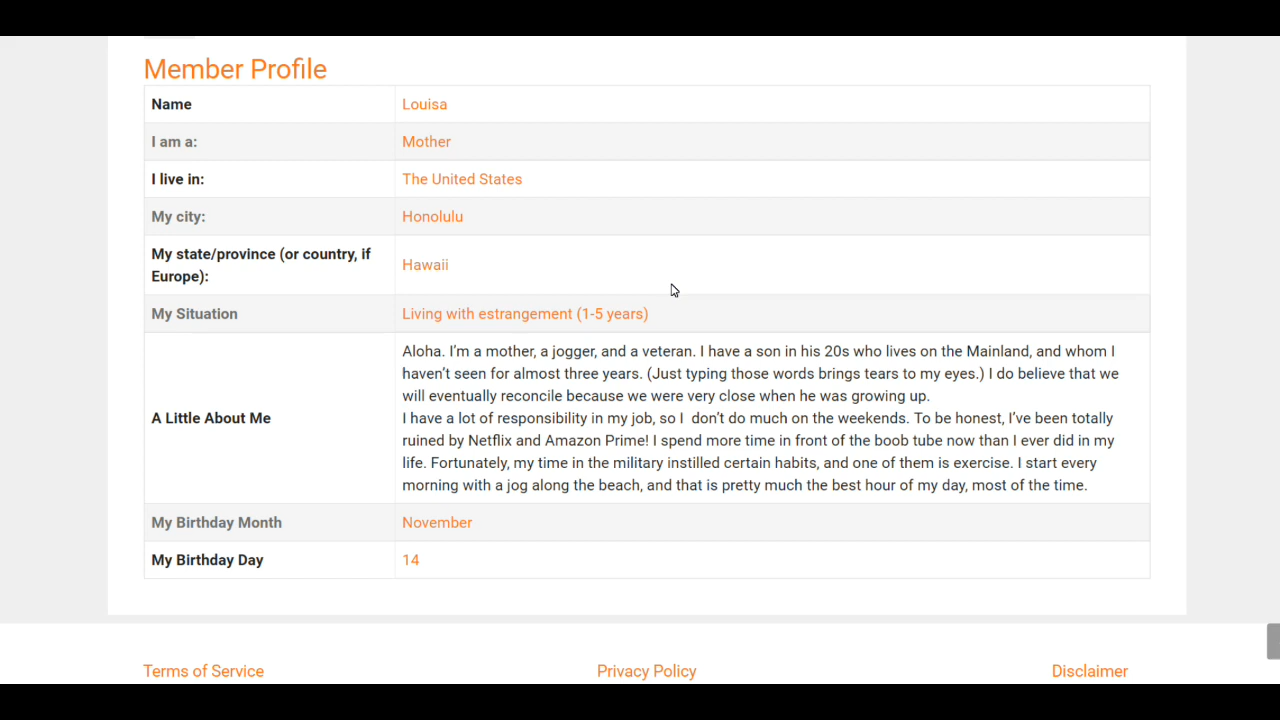 Member Profile
Name Louisa
I am a: Mother
I live in: The United States
My city: Honolulu
My state/province (or country, if
Europe): Hawaii
My Situation Living with estrangement (1-5 years)
A Little About Me
Aloha. I'm a mother, a jogger, and a veteran. I have a son in his 20s who lives on the Mainland, and whom I
haven't seen for almost three years. (Just typing those words brings tears to my eyes.) I do believe that we
will eventually reconcile because we were very close when he was growing up.
I have a lot of responsibility in my job, so I  don't do much on the weekends. To be honest, I've been totally
ruined by Netflix and Amazon Prime! I spend more time in front of the boob tube now than I ever did in my
life. Fortunately, my time in the military instilled certain habits, and one of them is exercise. I start every
morning with a jog along the beach, and that is pretty much the best hour of my day, most of the time.
My Birthday Month November
My Birthday Day 14
Terms of Service Privacy Policy Disclaimer